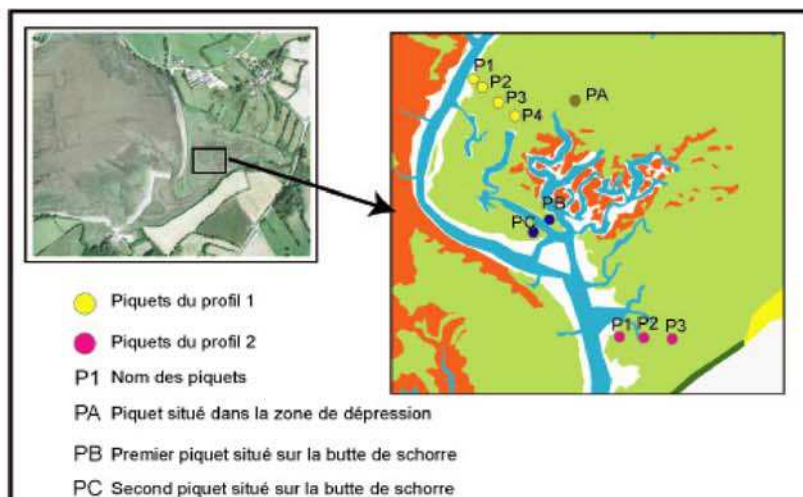 P1
P2
P3
P4
PA
PB
PC
P1 P2 P3
Piquets du profil 1
Piquets du profil 2
P1 Nom des piquets
PA Piquet situé dans la zone de dépression
PB Premier piquet situé sur la butte de schorre
PC Second piquet situé sur la butte de schorre